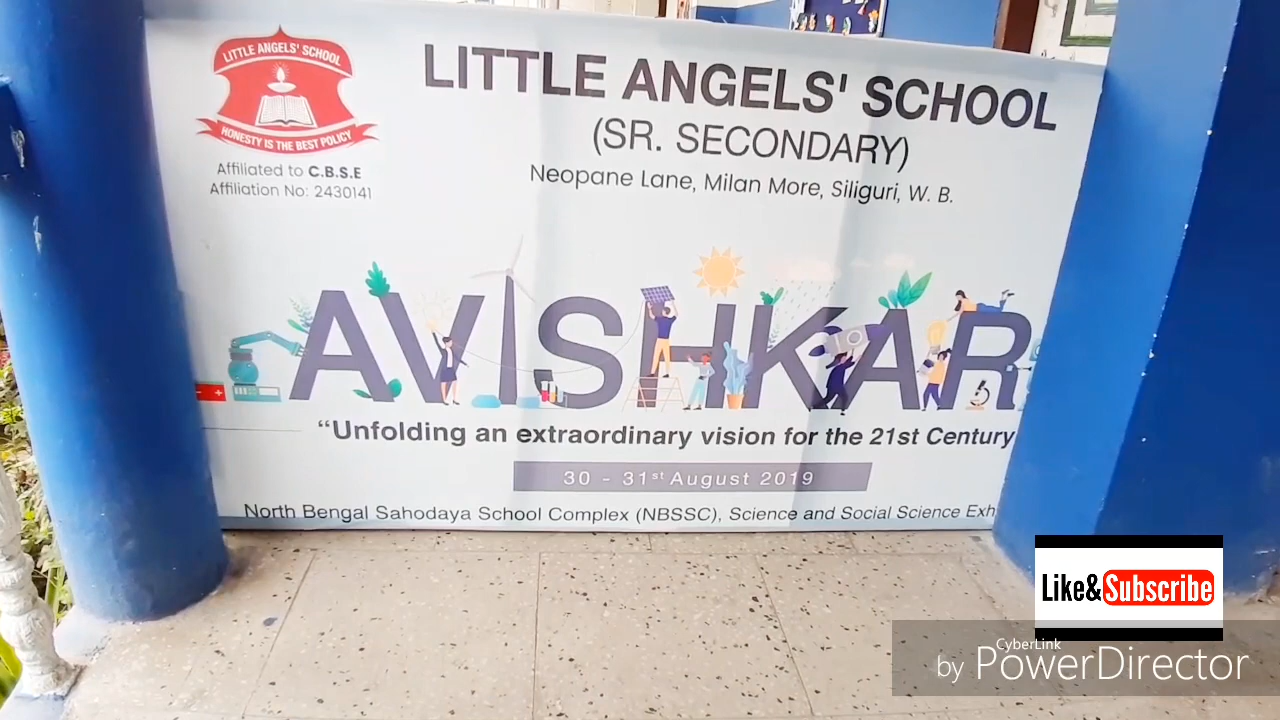 LITTLE ANGELS' SCHOOL
HONESTY IS THE BEST POLICY
Affiliated to C.B.S.E
Affiliation No: 2430141
LITTLE ANGELS' SCHOOL
(SR. SECONDARY)
Neopane Lane, Milan More, Siliguri, W. B.
AVISHKAR
“Unfolding an extraordinary vision for the 21st Century
30 - 31st August 2019
North Bengal Sahodaya School Complex (NBSSC), Science and Social Science Exh
Like&Subscribe
CyberLink
by PowerDirector